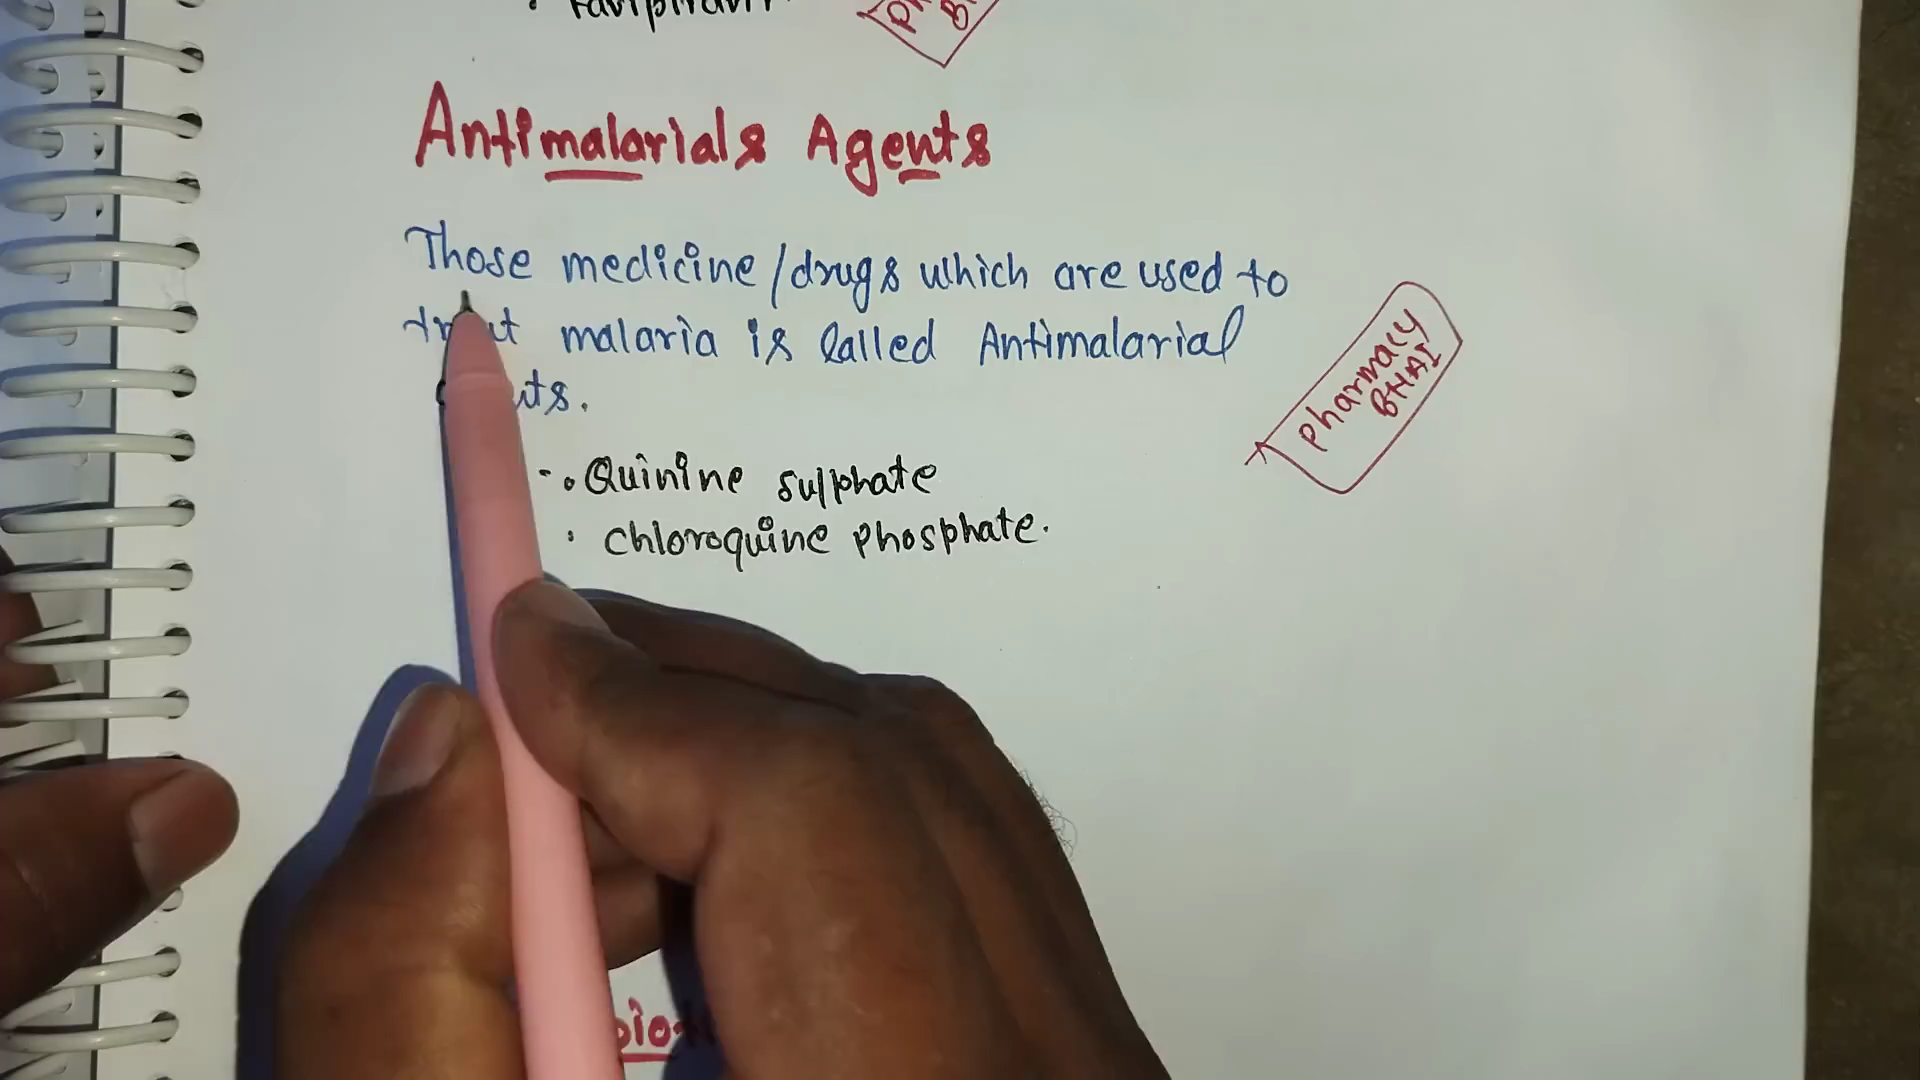 Antimalarials Agents
Those medicine/drugs which are used to
malaria is called Antimalarial
• Quinine sulphate
• Chloroquine phosphate.
Pharmacy
BHAI